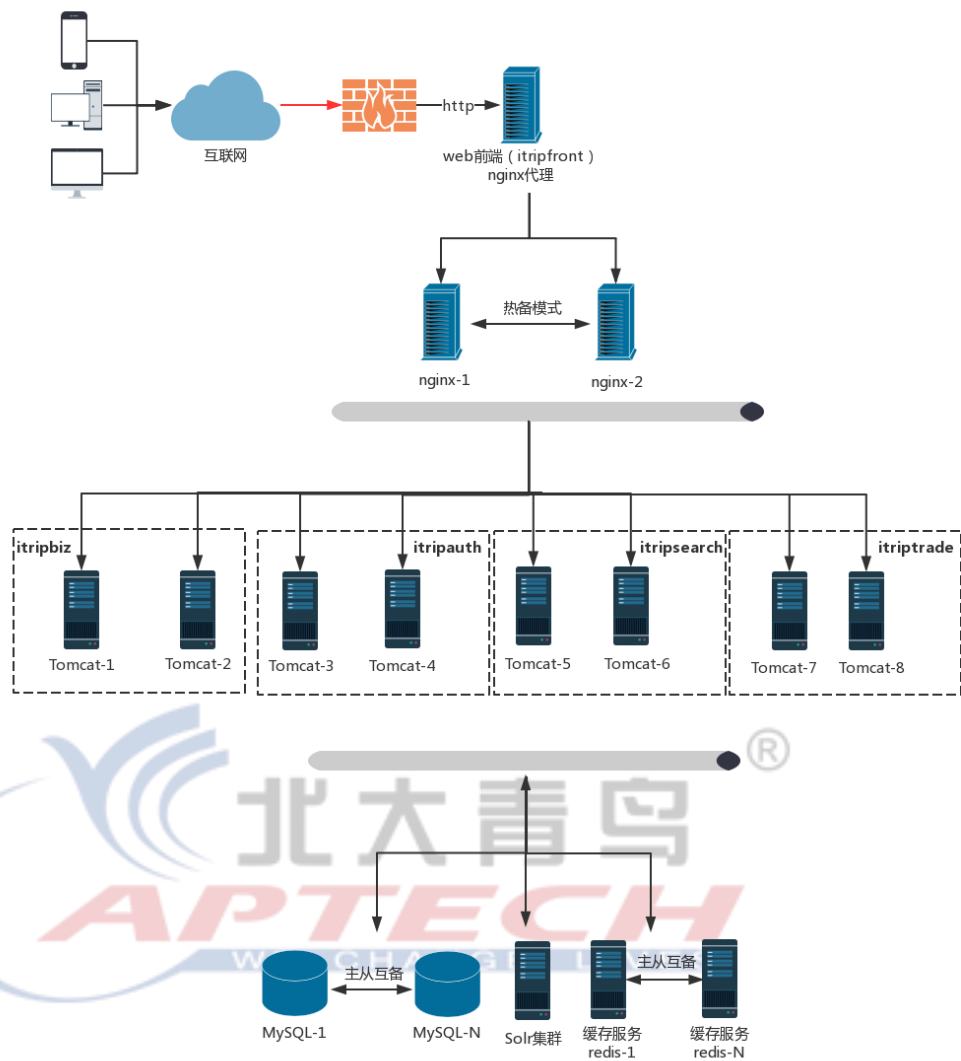 互联网
http
web前端（itripfront）
nginx代理
热备模式
nginx-1
nginx-2
itripbiz
itripauth
itripsearch
itriptrade
Tomcat-1
Tomcat-2
Tomcat-3
Tomcat-4
Tomcat-5
Tomcat-6
Tomcat-7
Tomcat-8
®
北大青鸟
APTECH
主从互备
主从互备
MySQL-1
MySQL-N
Solr集群
缓存服务
redis-1
缓存服务
redis-N